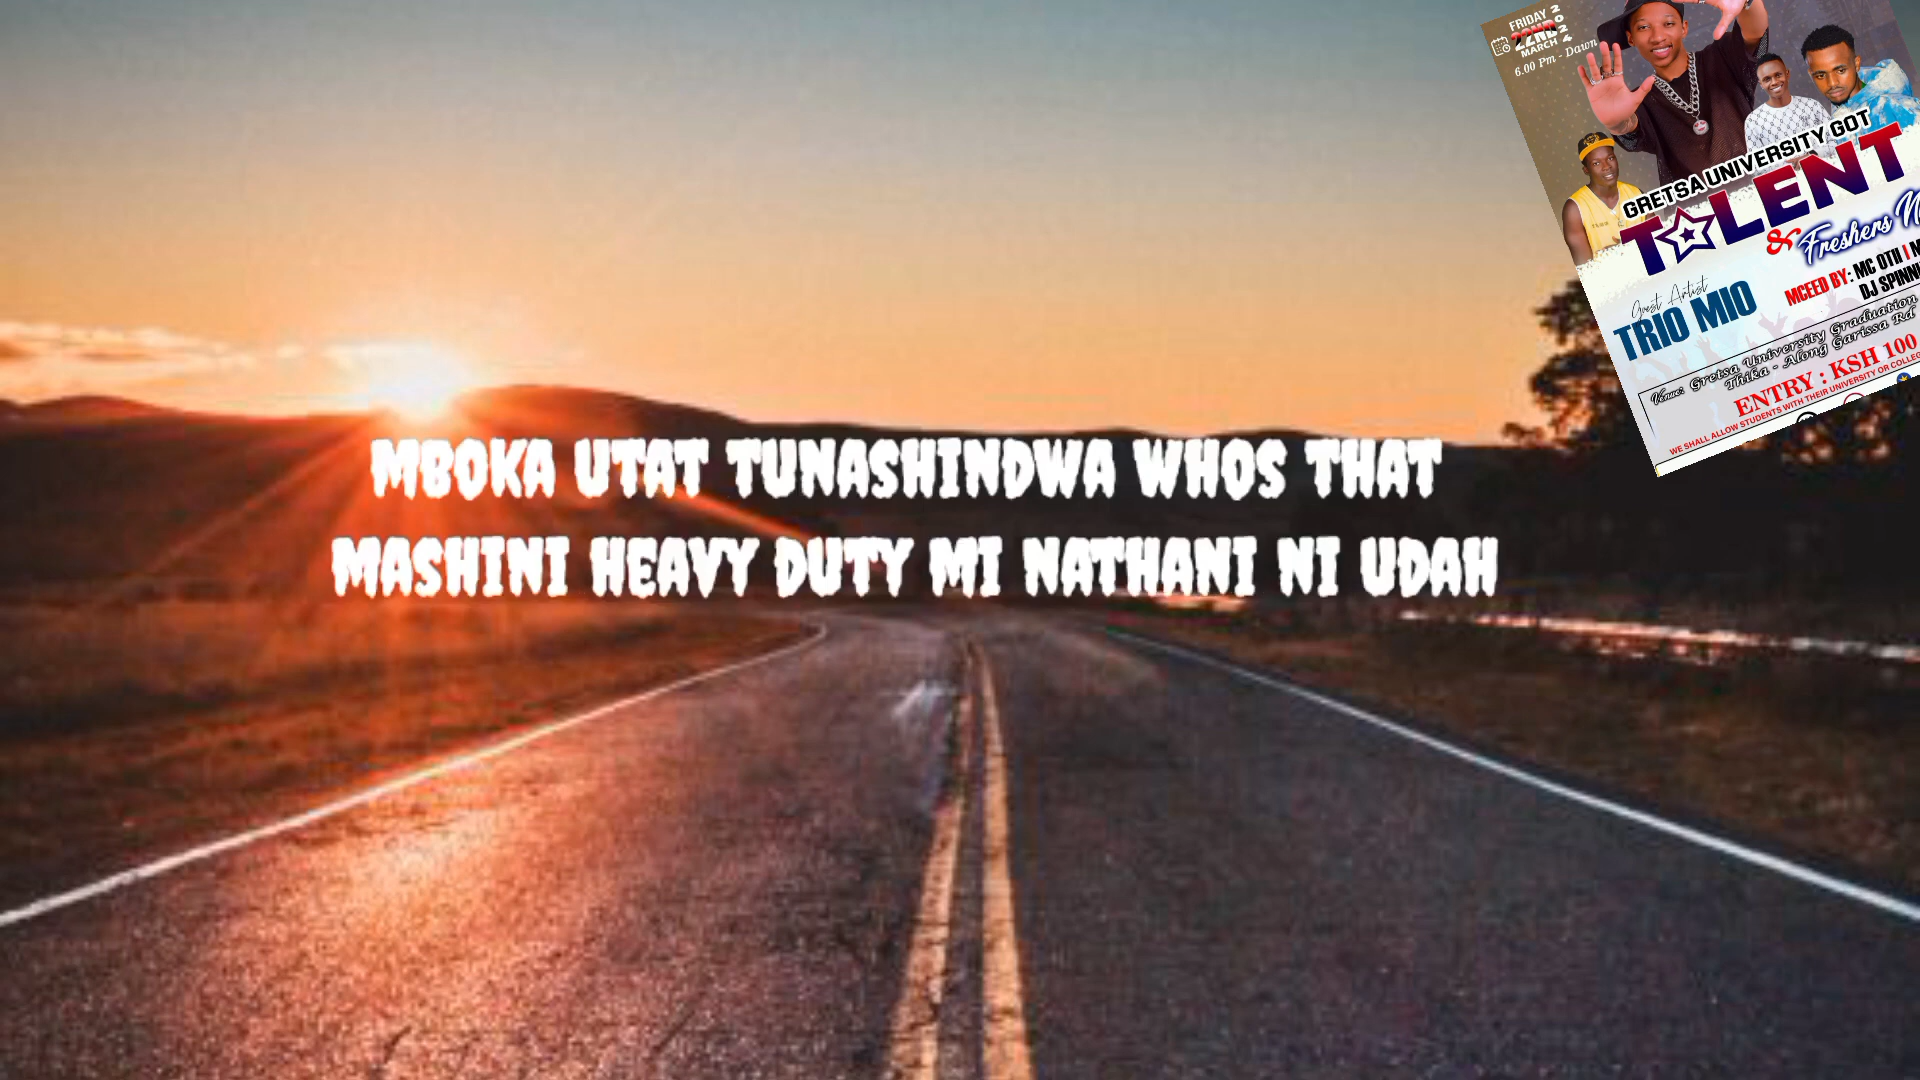 MBOKA UTAT TUNASHINDWA WHOS THAT
MASHINI HEAVY DUTY MI NATHANI NI UDAH
FRIDAY
22ND
MARCH
2024
6.00 Pm - Dawn
GRETSA UNIVERSITY GOT
TALENT
& Freshers
Guest Artist
TRIO MIO
MCEED BY: MC OTII |
DJ
Venue: Gretsa University Graduation
Thika - Along Garissa Rd
ENTRY : KSH 100
WE SHALL ALLOW STUDENTS WITH THEIR UNIVERSITY OR